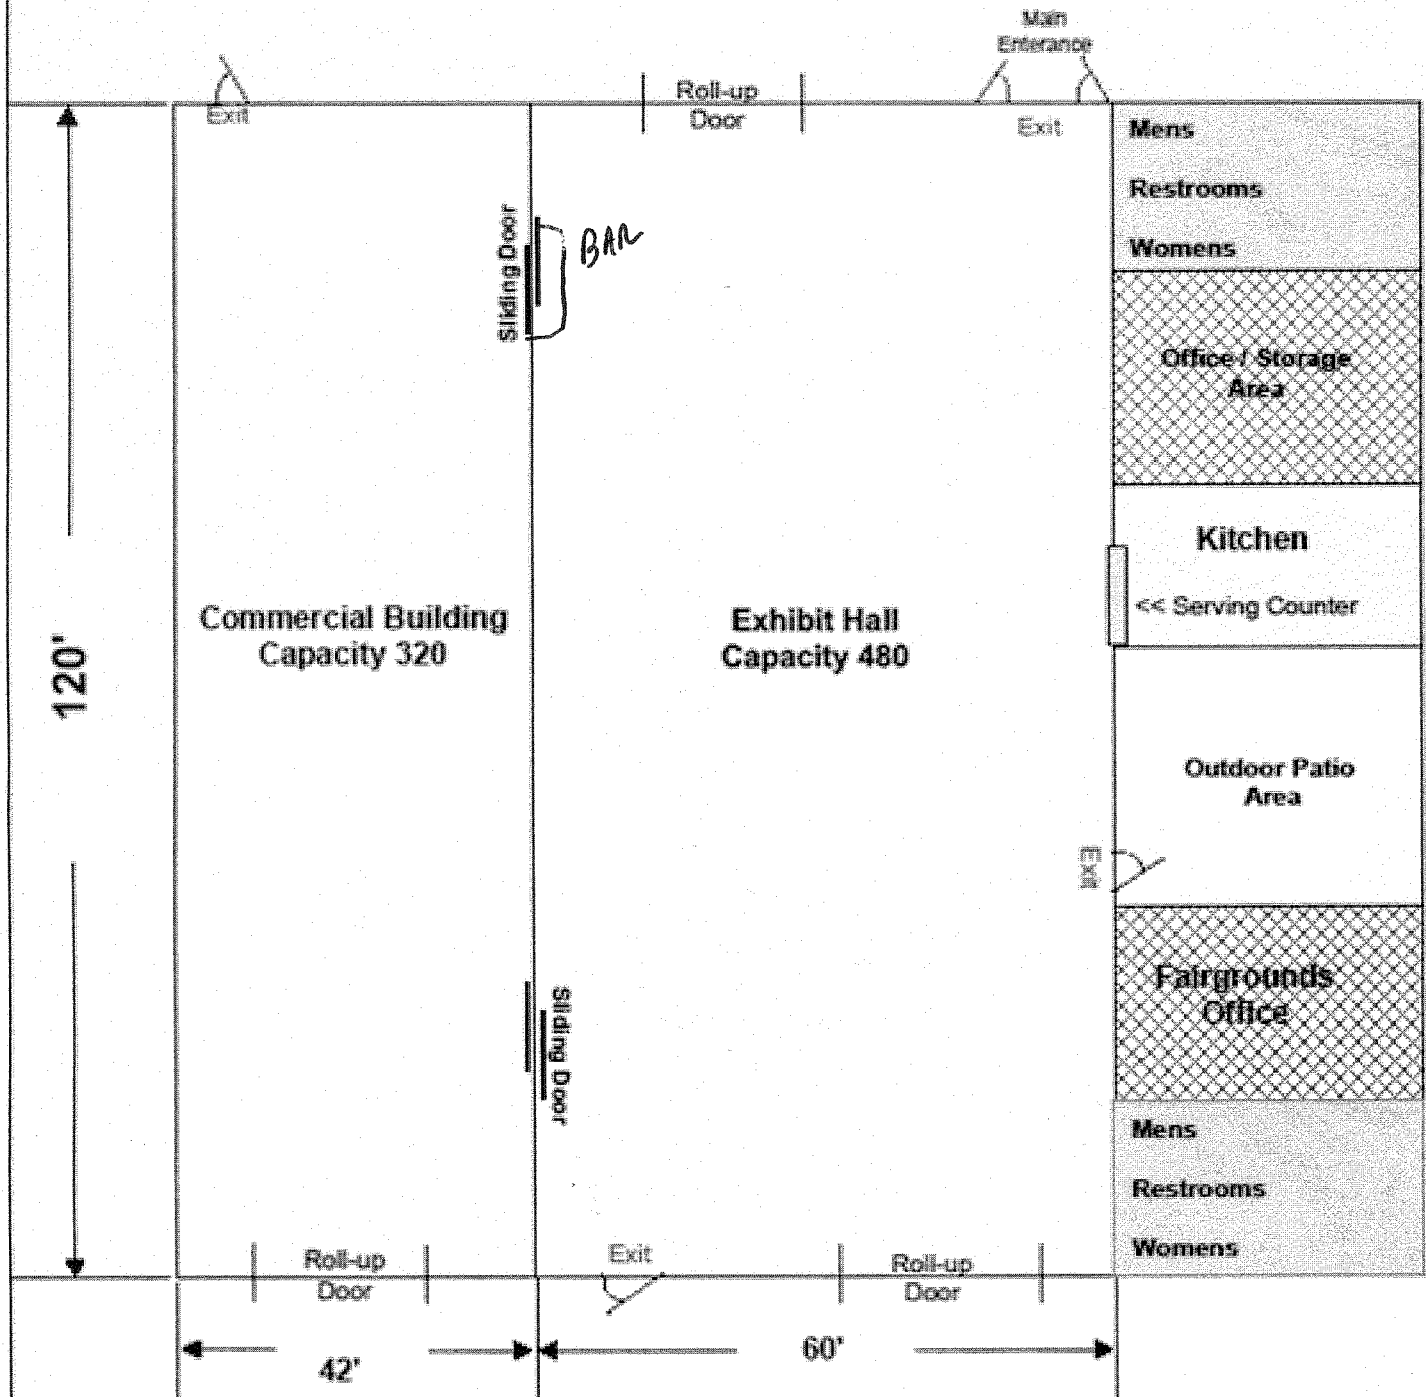 Main
Enterance
Exit
Roll-up
Door
Exit
Mens
Restrooms
Womens
Sliding Door
BAR
Office / Storage
Area
Kitchen
<< Serving Counter
Commercial Building
Capacity 320
Exhibit Hall
Capacity 480
120'
Outdoor Patio
Area
Exit
Fairgrounds
Office
Sliding Door
Mens
Restrooms
Womens
Roll-up
Door
Exit
Roll-up
Door
42'
60'